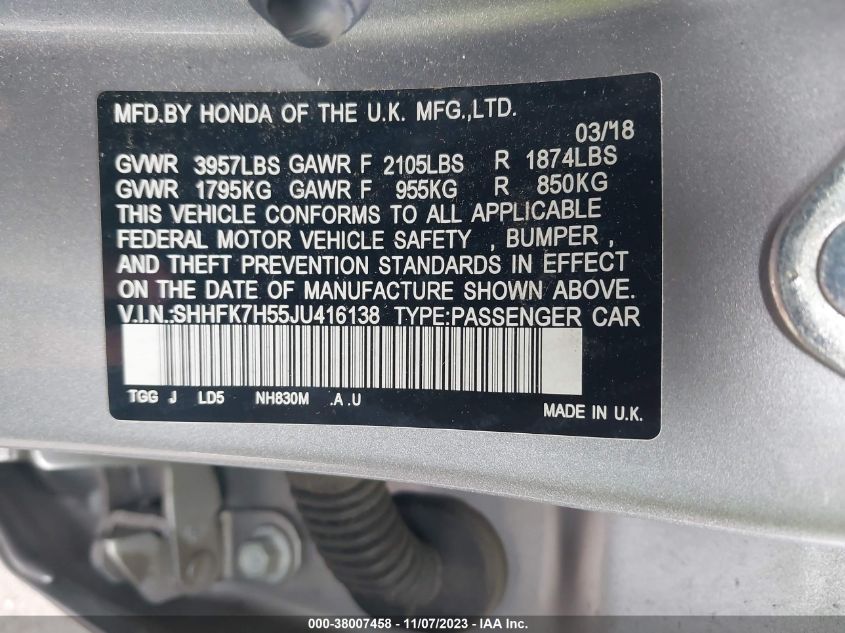 MFD.BY HONDA OF THE U.K. MFG.,LTD.
03/'18
GVWR 3957LBS GAWR F 2105LBS R 1874LBS
GVWR 1795KG GAWR F 955KG R 850KG
THIS VEHICLE CONFORMS TO ALL APPLICABLE
FEDERAL MOTOR VEHICLE SAFETY , BUMPER ,
AND THEFT PREVENTION STANDARDS IN EFFECT
ON THE DATE OF MANUFACTURE SHOWN ABOVE.
V.I.N.:SHHFK7H55JU416138 TYPE:PASSENGER CAR
TGG J LD5 NH830M .A .U
MADE IN U.K.
000-38007458 - 11/07/2023 - IAA Inc.